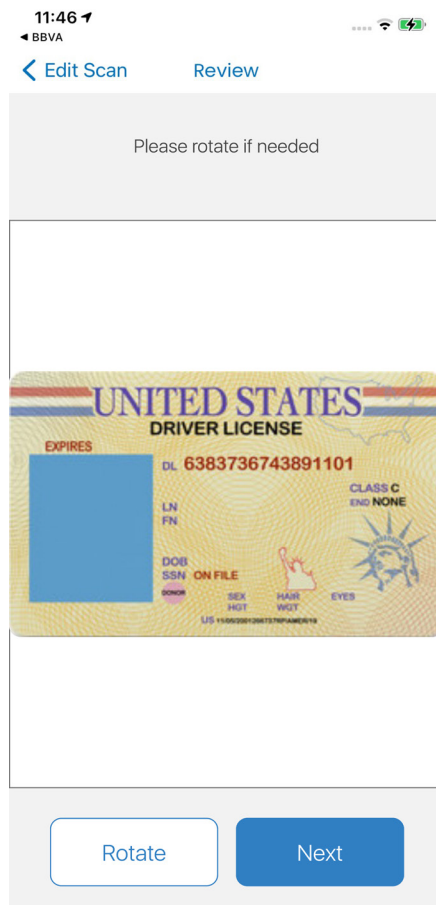 11:46
◀ BBVA
Edit Scan Review
Please rotate if needed
UNITED STATES
DRIVER LICENSE
EXPIRES
DL 6383736743891101
CLASS C
END NONE
LN
FN
DOB
SSN ON FILE
DONOR
SEX HAIR EYES
HGT WGT
US
Rotate Next